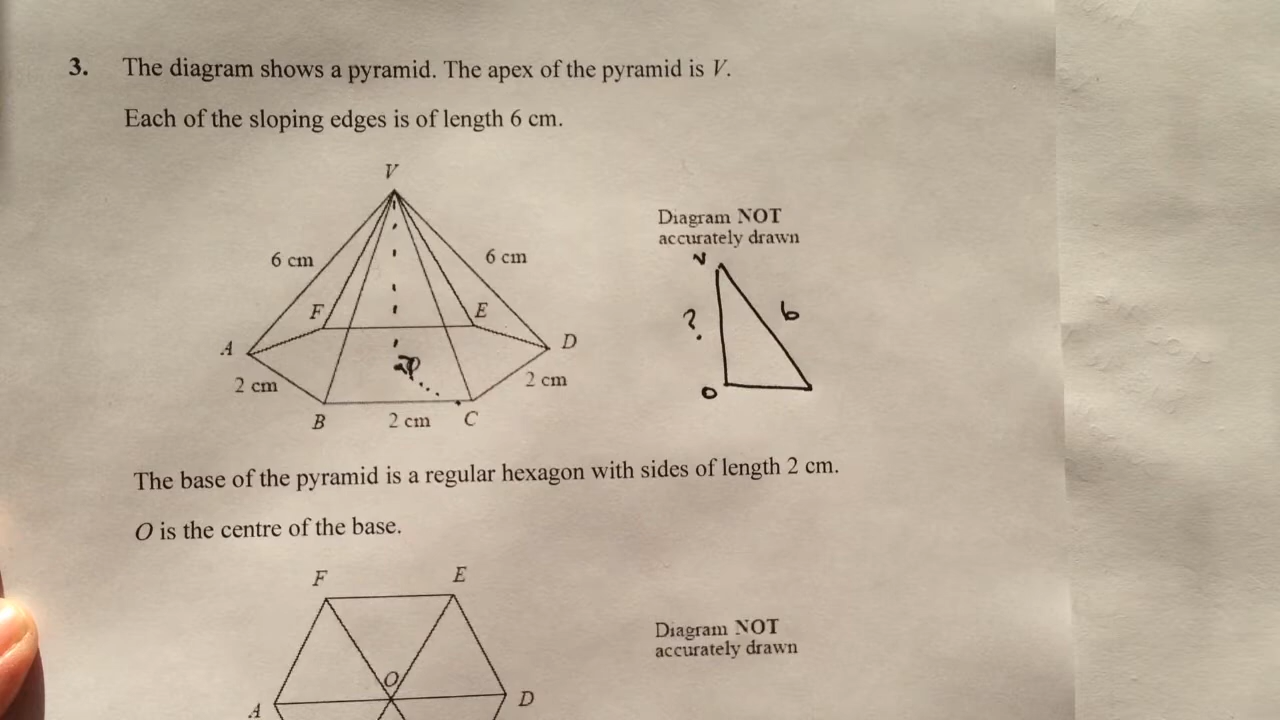 3. The diagram shows a pyramid. The apex of the pyramid is V.
Each of the sloping edges is of length 6 cm.
V
Diagram NOT
accurately drawn
V
6 cm
6 cm
F
E
?
6
A
D
2 cm
2 cm
O
B
2 cm
C
The base of the pyramid is a regular hexagon with sides of length 2 cm.
O is the centre of the base.
F
E
Diagram NOT
accurately drawn
O
A
D